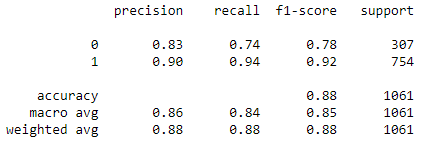 precision recall f1-score support
0 0.83 0.74 0.78 307
1 0.90 0.94 0.92 754
accuracy 0.88 1061
macro avg 0.86 0.84 0.85 1061
weighted avg 0.88 0.88 0.88 1061